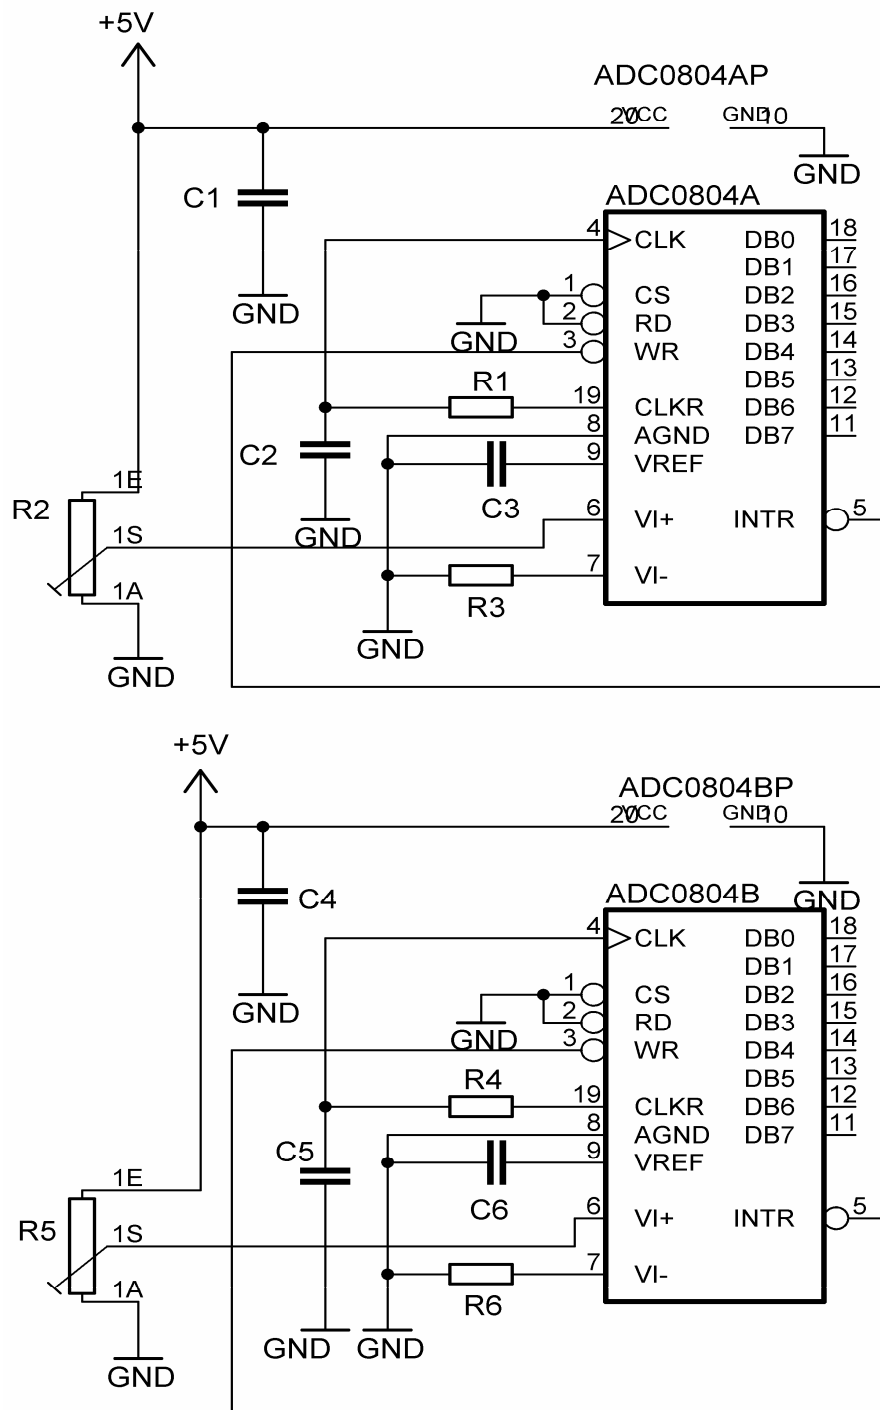 +5V
ADC0804AP
20 VCC GND 10
GND
C1
ADC0804A
4 CLK DB0 18
DB1 17
1 CS DB2 16
GND
2 RD DB3 15
GND
3 WR DB4 14
R1
DB5 13
19 CLKR DB6 12
8 AGND DB7 11
C2
9 VREF
1E
R2
C3
6 VI+ INTR 5
1S
GND
7 VI-
1A
R3
GND
GND
+5V
ADC0804BP
20 VCC GND 10
ADC0804B
GND
C4
4 CLK DB0 18
DB1 17
1 CS DB2 16
GND
2 RD DB3 15
GND
3 WR DB4 14
R4
DB5 13
19 CLKR DB6 12
8 AGND DB7 11
C5
9 VREF
1E
C6
R5
1S
6 VI+ INTR 5
7 VI-
1A
R6
GND
GND
GND